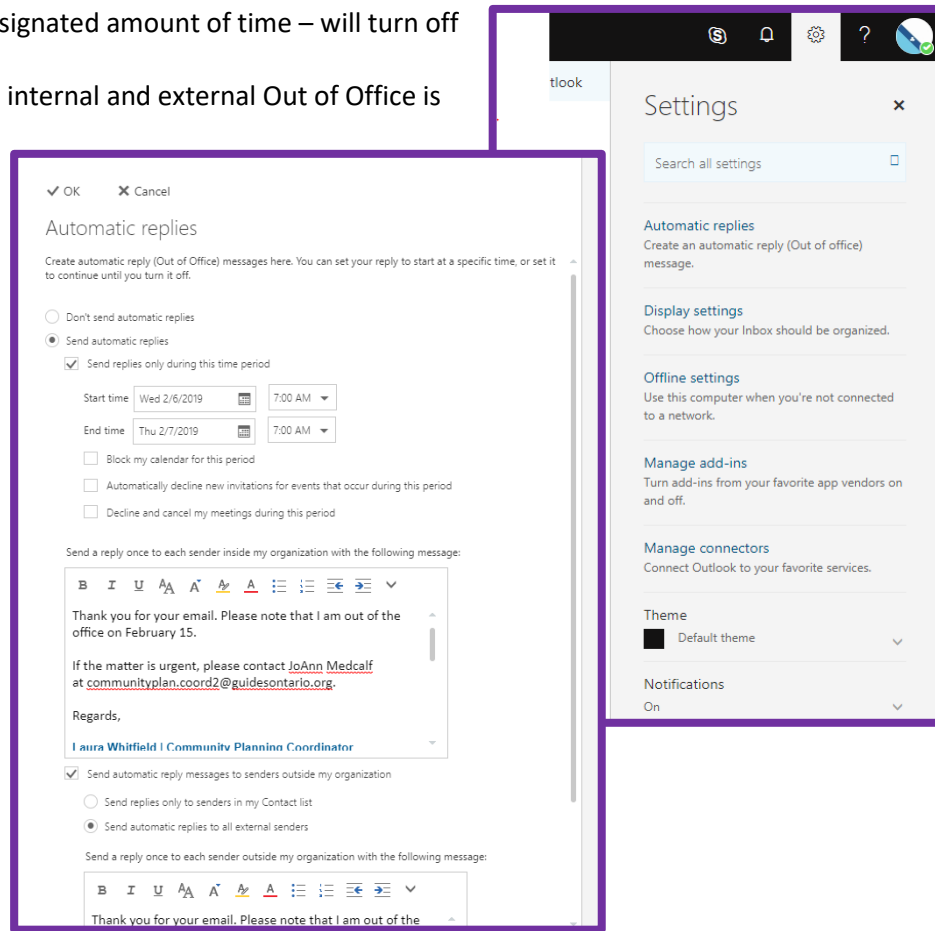 signated amount of time – will turn off
internal and external Out of Office is
tlook
Settings
Search all settings
Automatic replies
Create an automatic reply (Out of office)
message.
Display settings
Choose how your Inbox should be organized.
Offline settings
Use this computer when you're not connected
to a network.
Manage add-ins
Turn add-ins from your favorite app vendors on
and off.
Manage connectors
Connect Outlook to your favorite services.
Theme
Default theme
Notifications
On
OK Cancel
Automatic replies
Create automatic reply (Out of Office) messages here. You can set your reply to start at a specific time, or set it
to continue until you turn it off.
Don't send automatic replies
Send automatic replies
Send replies only during this time period
Start time Wed 2/6/2019 7:00 AM
End time Thu 2/7/2019 7:00 AM
Block my calendar for this period
Automatically decline new invitations for events that occur during this period
Decline and cancel my meetings during this period
Send a reply once to each sender inside my organization with the following message:
B I U AA A A A
Thank you for your email. Please note that I am out of the
office on February 15.
If the matter is urgent, please contact JoAnn Medcalf
at communityplan.coord2@guidesontario.org.
Regards,
Laura Whitfield | Community Planning Coordinator
Send automatic reply messages to senders outside my organization
Send replies only to senders in my Contact list
Send automatic replies to all external senders
Send a reply once to each sender outside my organization with the following message:
B I U AA A A A
Thank you for your email. Please note that I am out of the